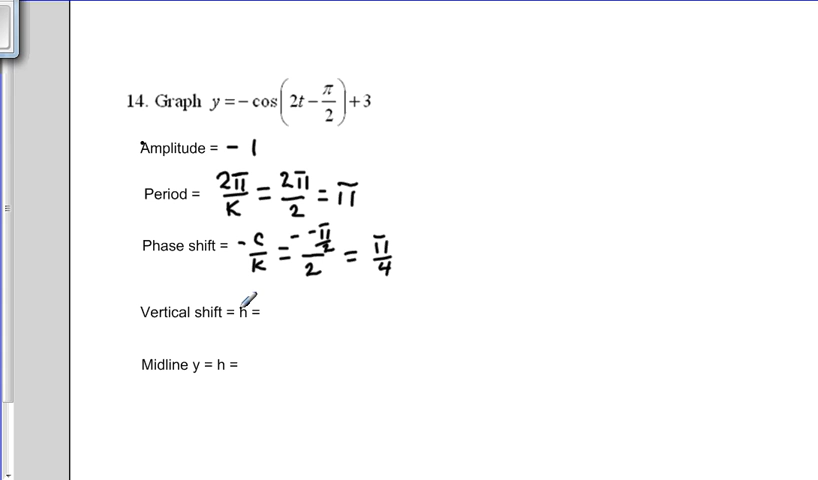 14. Graph y = - cos(2t - π/2) + 3
Amplitude = - 1
Period = 2π/K = 2π/2 = π
Phase shift = - c/K = - -π/2 / 2 = π/4
Vertical shift = h =
Midline y = h =